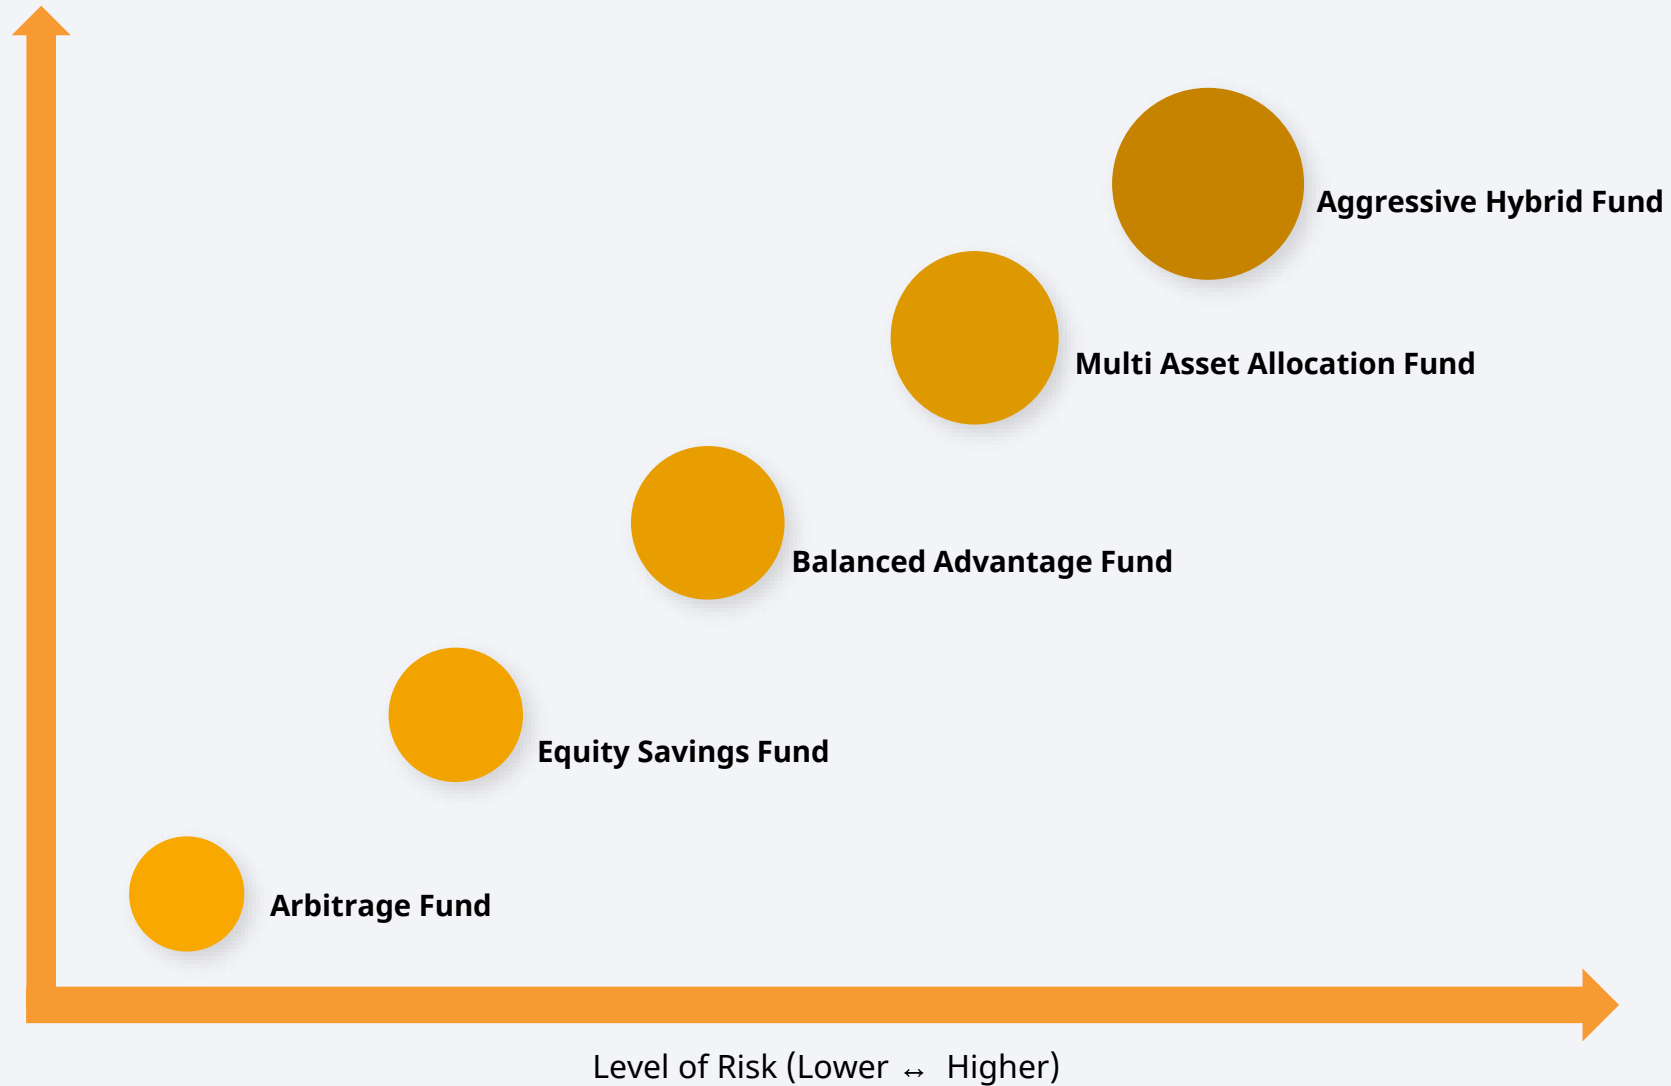 Aggressive Hybrid Fund
Multi Asset Allocation Fund
Balanced Advantage Fund
Equity Savings Fund
Arbitrage Fund
Level of Risk (Lower ↔ Higher)